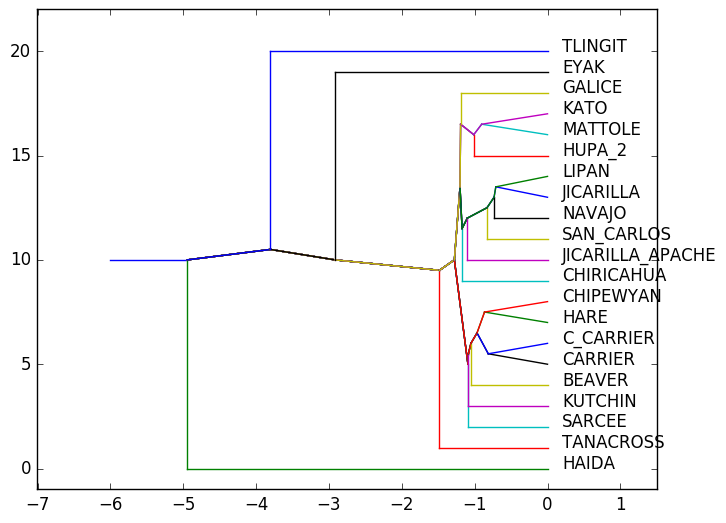 20
15
10
5
0
TLINGIT
EYAK
GALICE
KATO
MATTOLE
HUPA_2
LIPAN
JICARILLA
NAVAJO
SAN_CARLOS
JICARILLA_APACHE
CHIRICAHUA
CHIPEWYAN
HARE
C_CARRIER
CARRIER
BEAVER
KUTCHIN
SARCEE
TANACROSS
HAIDA
−7 −6 −5 −4 −3 −2 −1 0 1